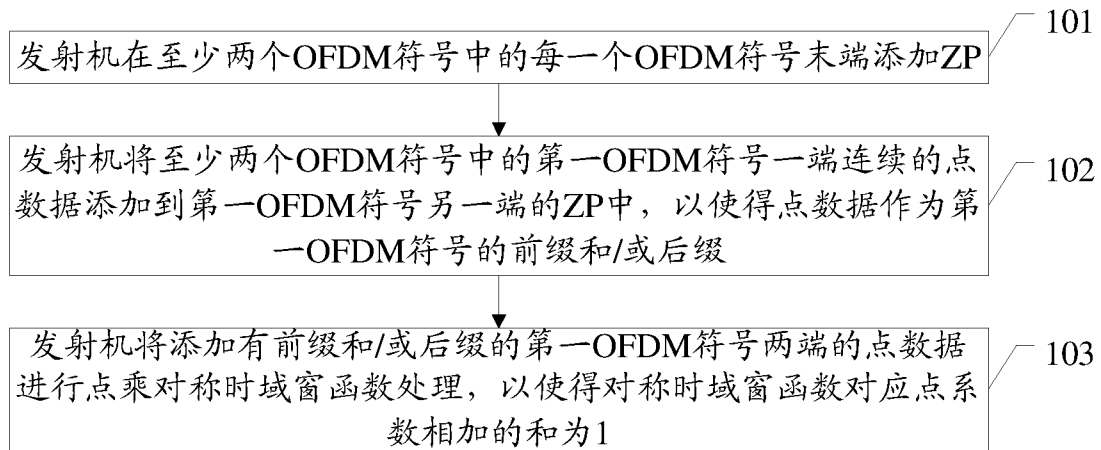 101
发射机在至少两个OFDM符号中的每一个OFDM符号末端添加ZP
发射机将至少两个OFDM符号中的第一OFDM符号一端连续的点
102
数据添加到第一OFDM符号另一端的ZP中，以使得点数据作为第
一OFDM符号的前缀和/或后缀
发射机将添加有前缀和/或后缀的第一OFDM符号两端的点数据
103
进行点乘对称时域窗函数处理，以使得对称时域窗函数对应点系
数相加的和为1